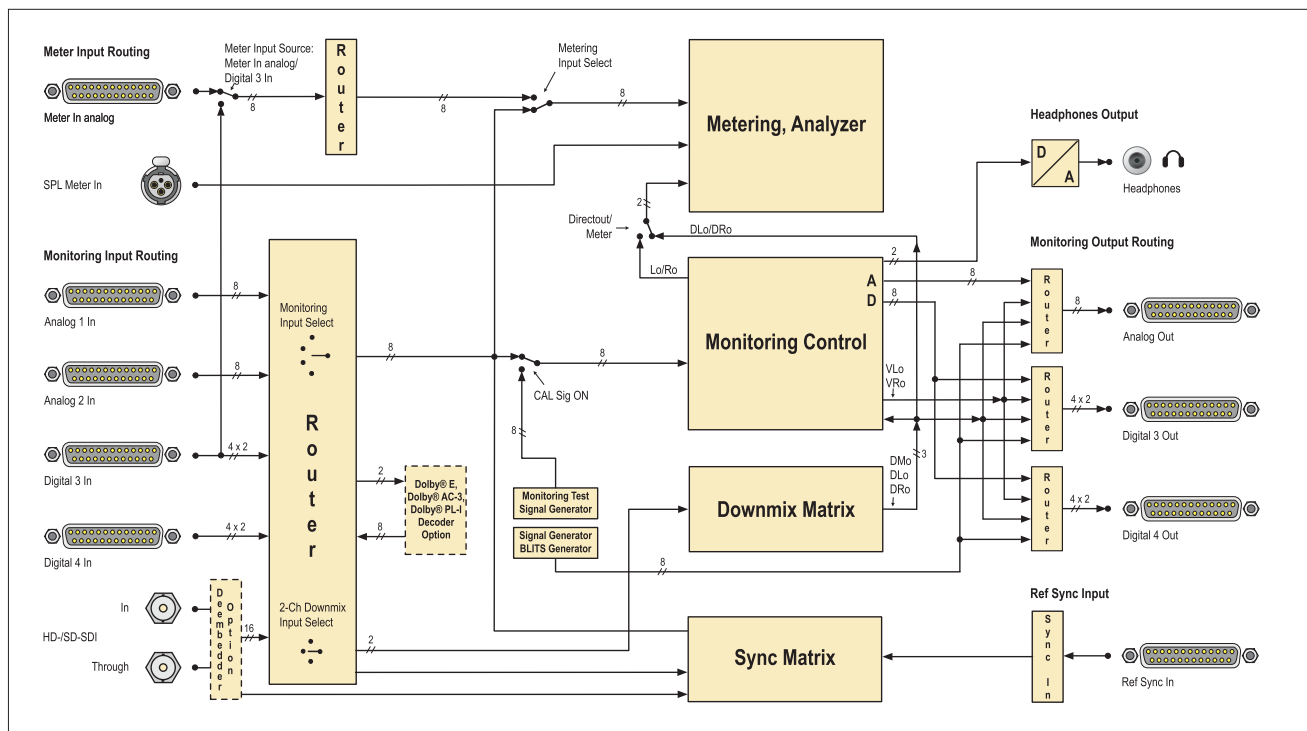 Meter Input Routing
Meter In analog
Meter Input Source:
Meter In analog/
Digital 3 In
8
Router
8
Metering
Input Select
8
Metering, Analyzer
SPL Meter In
2
Directout/
Meter
DLo/DRo
Lo/Ro
Headphones Output
D
A
Headphones
Monitoring Input Routing
8
Analog 1 In
8
Analog 2 In
4 x 2
Digital 3 In
4 x 2
Digital 4 In
In
HD-/SD-SDI
Through
Deembedder
Option
16
Monitoring
Input Select
Router
2-Ch Downmix
Input Select
8
2
8
Dolby® E,
Dolby® AC-3,
Dolby® PL-I
Decoder
Option
2
CAL Sig ON
8
8
Monitoring Test
Signal Generator
Signal Generator
BLITS Generator
8
Monitoring Control
A
D
2
8
8
VLo
VRo
3
DMo
DLo
DRo
Downmix Matrix
Sync Matrix
Monitoring Output Routing
Router
8
Analog Out
Router
4 x 2
Digital 3 Out
Router
4 x 2
Digital 4 Out
Ref Sync Input
Sync In
Ref Sync In